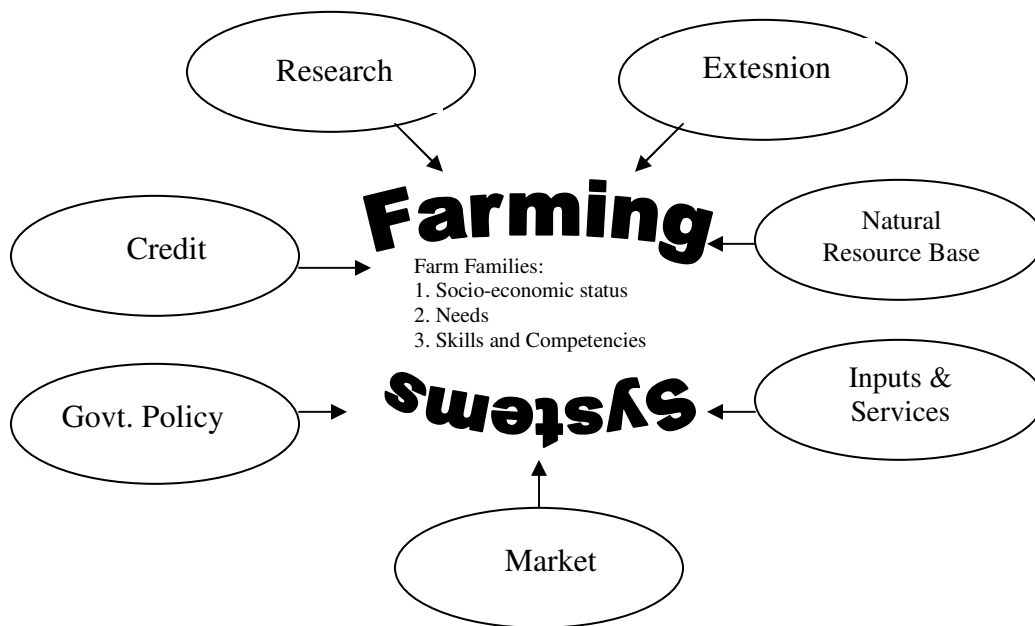 Research
Extesnion
Farming
Credit
Natural
Resource Base
Farm Families:
1. Socio-economic status
2. Needs
3. Skills and Competencies
Govt. Policy
Systems
Inputs &
Services
Market